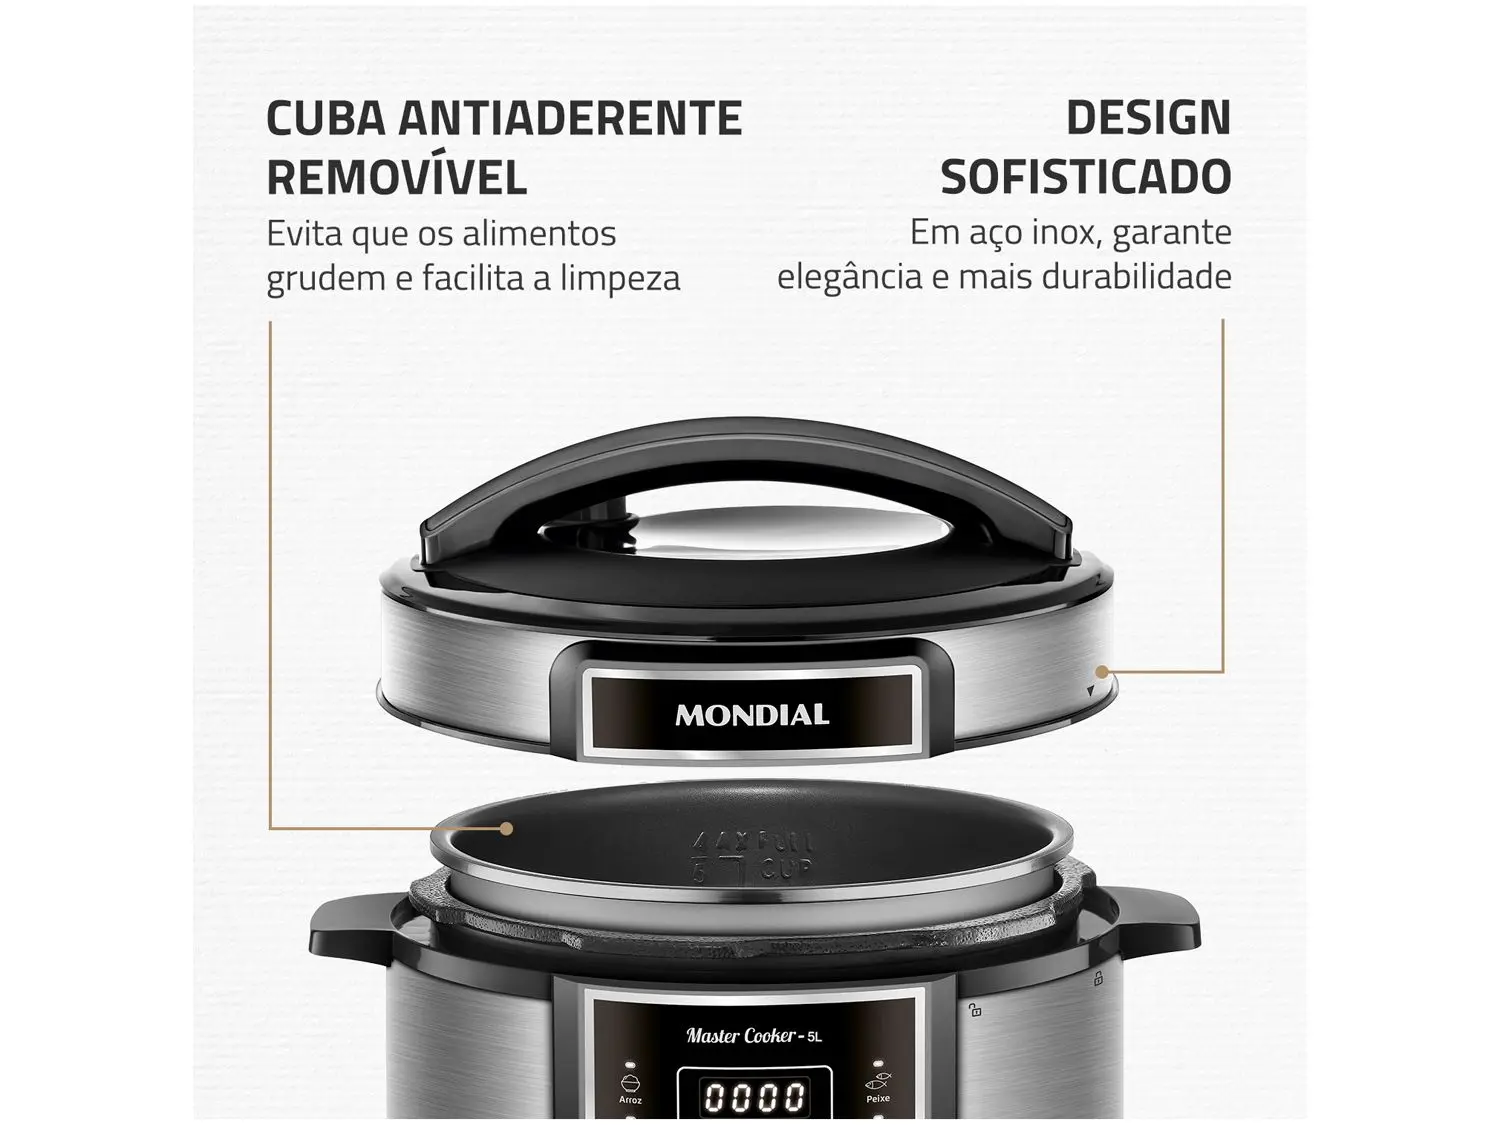 CUBA ANTIADERENTE
REMOVÍVEL
Evita que os alimentos
grudem e facilita a limpeza
DESIGN
SOFISTICADO
Em aço inox, garante
elegância e mais durabilidade
MONDIAL
CUP
Master Cooker - 5L
0000
Arroz
Peixe